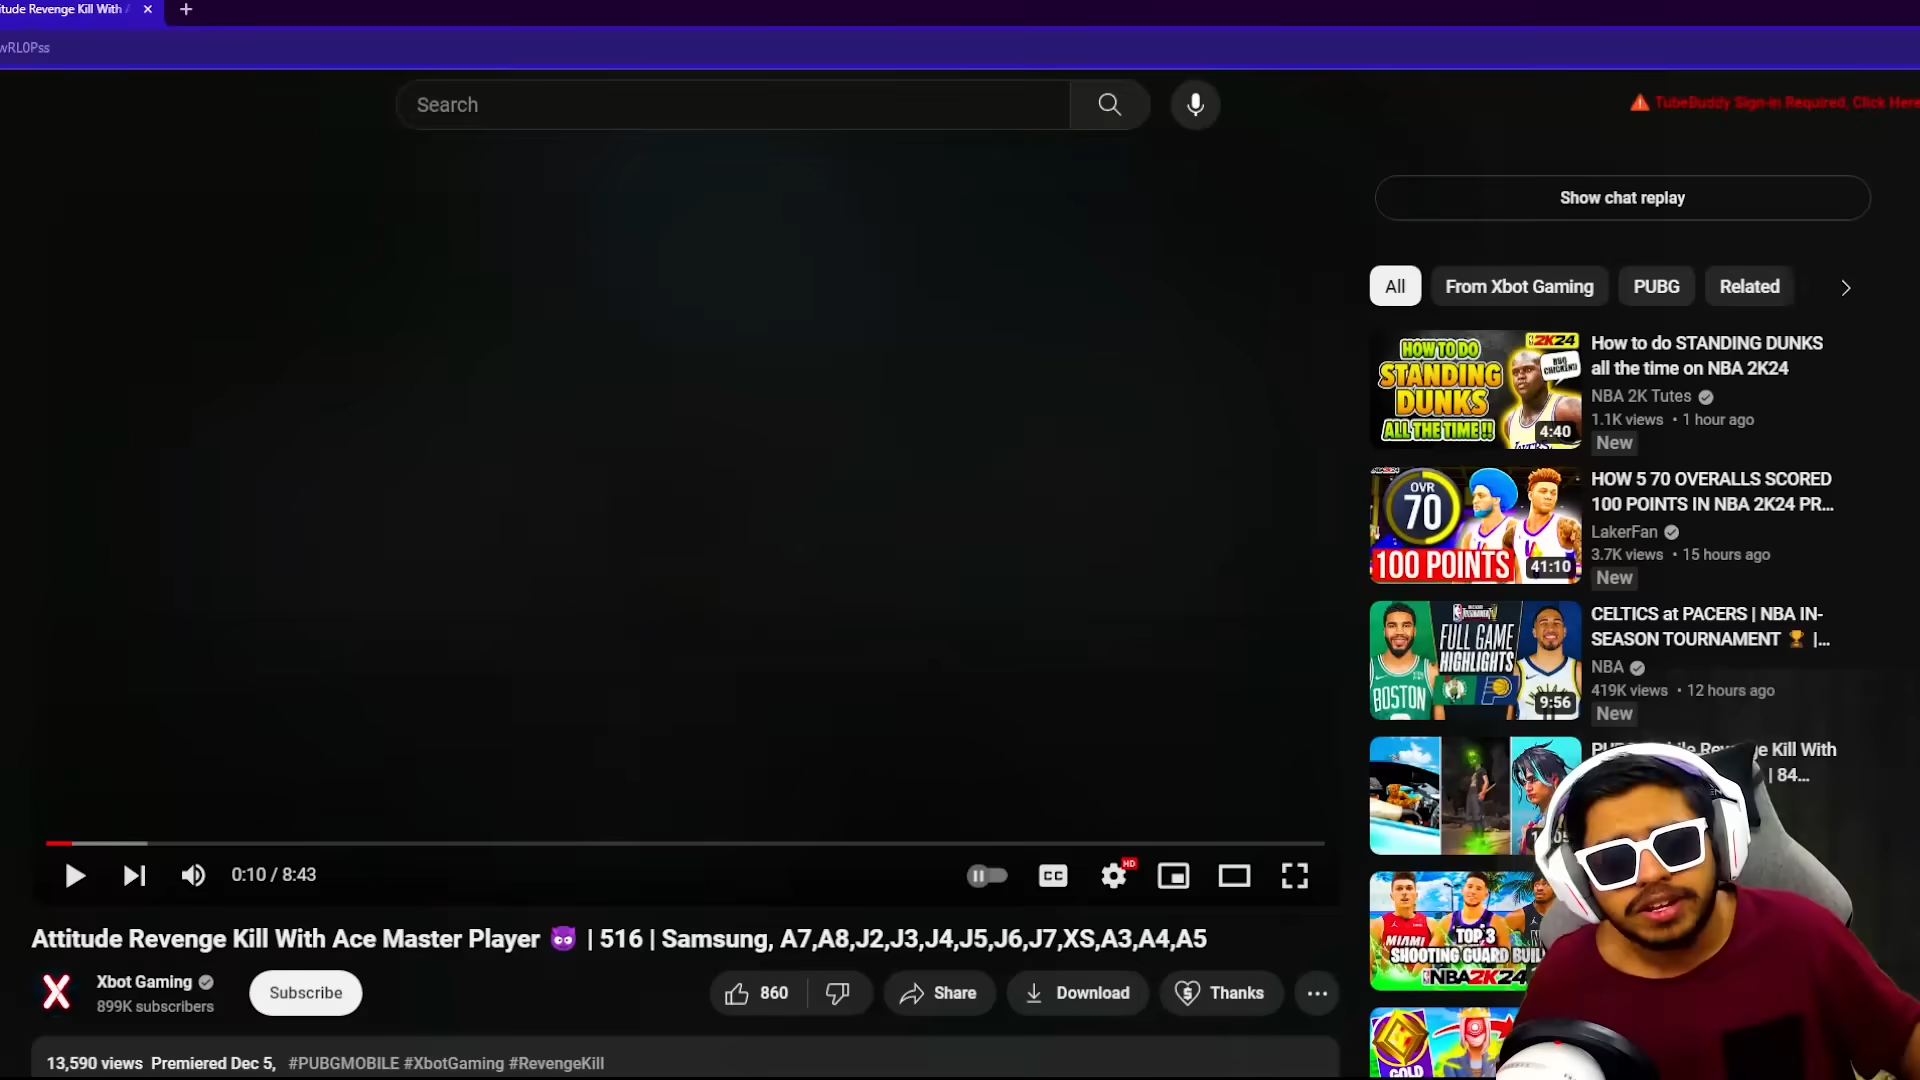 itude Revenge Kill With
wRL0Pss
Search
TubeBuddy Sign-in Required, Click Here
Show chat replay
All
From Xbot Gaming
PUBG
Related
HOW TO DO
STANDING
DUNKS
ALL THE TIME!!
2K24
BBQ
CHICKEN!
4:40
How to do STANDING DUNKS
all the time on NBA 2K24
NBA 2K Tutes
1.1K views • 1 hour ago
New
OVR
70
100 POINTS
41:10
HOW 5 70 OVERALLS SCORED
100 POINTS IN NBA 2K24 PR...
LakerFan
3.7K views • 15 hours ago
New
FULL GAME
HIGHLIGHTS
BOSTON
9:56
CELTICS at PACERS | NBA IN-
SEASON TOURNAMENT 🏆 |...
NBA
419K views • 12 hours ago
New
Kill With
| 84...
0:10 / 8:43
CC
HD
MIAMI
TOP 3
SHOOTING GUARD BUIL
NBA2K24
GOLD
Attitude Revenge Kill With Ace Master Player 😈 | 516 | Samsung, A7,A8,J2,J3,J4,J5,J6,J7,XS,A3,A4,A5
X
Xbot Gaming
899K subscribers
Subscribe
860
Share
Download
Thanks
13,590 views Premiered Dec 5, #PUBGMOBILE #XbotGaming #RevengeKill